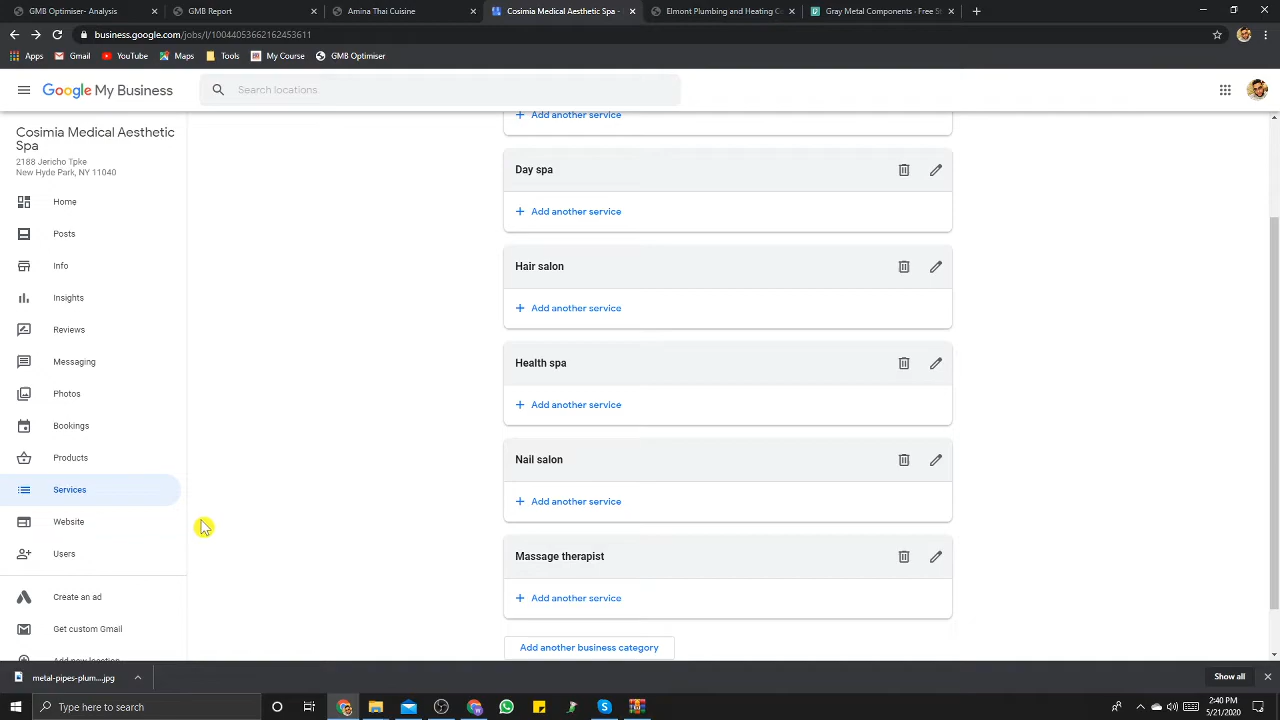 GMB Optimiser- Analysis
GMB Report
Amina Thai Cuisine
Cosimia Medical Aesthetic Spa -
Elmont Plumbing and Heating Co
Gray Metal Components - Free St
business.google.com/jobs/l/10044053662162453611
Apps
Gmail
YouTube
Maps
Tools
My Course
GMB Optimiser
Google My Business
Search locations
Cosimia Medical Aesthetic
Spa
2188 Jericho Tpke
New Hyde Park, NY 11040
Home
Posts
Info
Insights
Reviews
Messaging
Photos
Bookings
Products
Services
Website
Users
Create an ad
Get custom Gmail
Add new location
Add another service
Day spa
Add another service
Hair salon
Add another service
Health spa
Add another service
Nail salon
Add another service
Massage therapist
Add another service
Add another business category
metal-pipes-plum....jpg
Show all
Type here to search
2:40 PM
5/21/2020